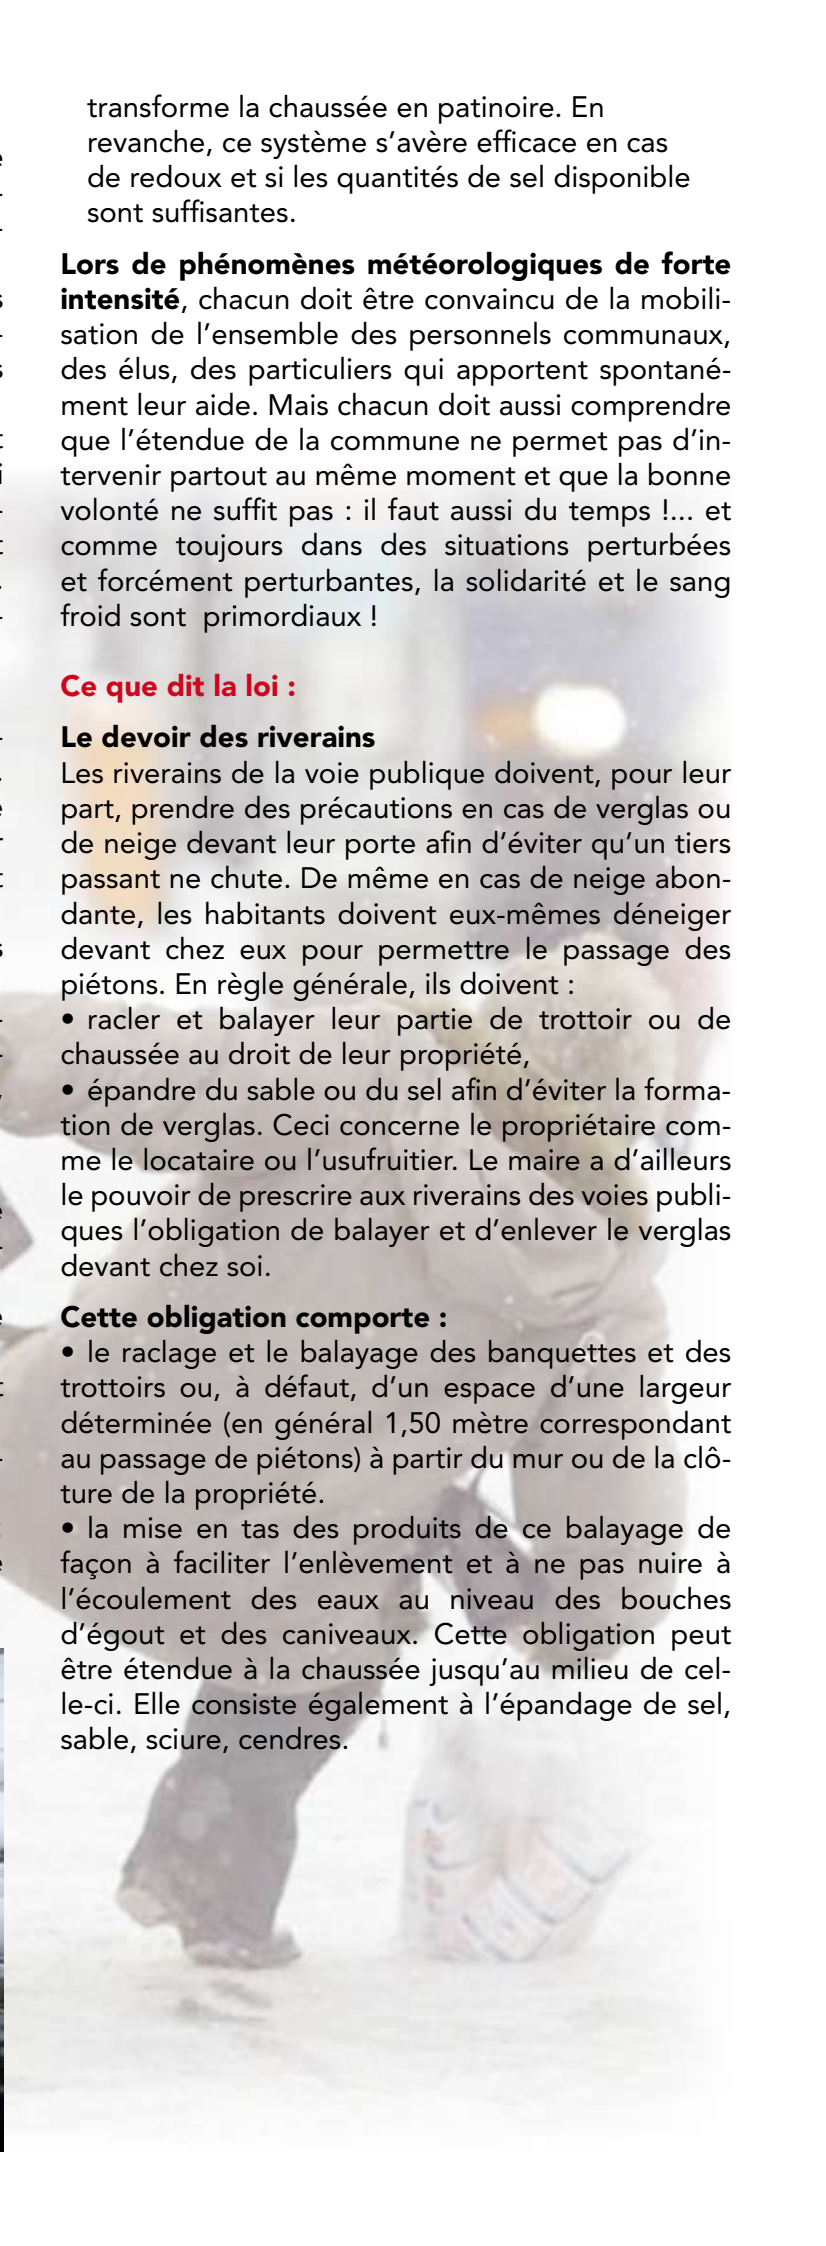 transforme la chaussée en patinoire. En
revanche, ce système s’avère efficace en cas
de redoux et si les quantités de sel disponible
sont suffisantes.
Lors de phénomènes météorologiques de forte
intensité, chacun doit être convaincu de la mobili-
sation de l’ensemble des personnels communaux,
des élus, des particuliers qui apportent spontané-
ment leur aide. Mais chacun doit aussi comprendre
que l’étendue de la commune ne permet pas d’in-
tervenir partout au même moment et que la bonne
volonté ne suffit pas : il faut aussi du temps !... et
comme toujours dans des situations perturbées
et forcément perturbantes, la solidarité et le sang
froid sont  primordiaux !
Ce que dit la loi :
Le devoir des riverains
Les riverains de la voie publique doivent, pour leur
part, prendre des précautions en cas de verglas ou
de neige devant leur porte afin d’éviter qu’un tiers
passant ne chute. De même en cas de neige abon-
dante, les habitants doivent eux-mêmes déneiger
devant chez eux pour permettre le passage des
piétons. En règle générale, ils doivent :
• racler et balayer leur partie de trottoir ou de
chaussée au droit de leur propriété,
• épandre du sable ou du sel afin d’éviter la forma-
tion de verglas. Ceci concerne le propriétaire com-
me le locataire ou l’usufruitier. Le maire a d’ailleurs
le pouvoir de prescrire aux riverains des voies publi-
ques l’obligation de balayer et d’enlever le verglas
devant chez soi.
Cette obligation comporte :
• le raclage et le balayage des banquettes et des
trottoirs ou, à défaut, d’un espace d’une largeur
déterminée (en général 1,50 mètre correspondant
au passage de piétons) à partir du mur ou de la clô-
ture de la propriété.
• la mise en tas des produits de ce balayage de
façon à faciliter l’enlèvement et à ne pas nuire à
l’écoulement des eaux au niveau des bouches
d’égout et des caniveaux. Cette obligation peut
être étendue à la chaussée jusqu’au milieu de cel-
le-ci. Elle consiste également à l’épandage de sel,
sable, sciure, cendres.